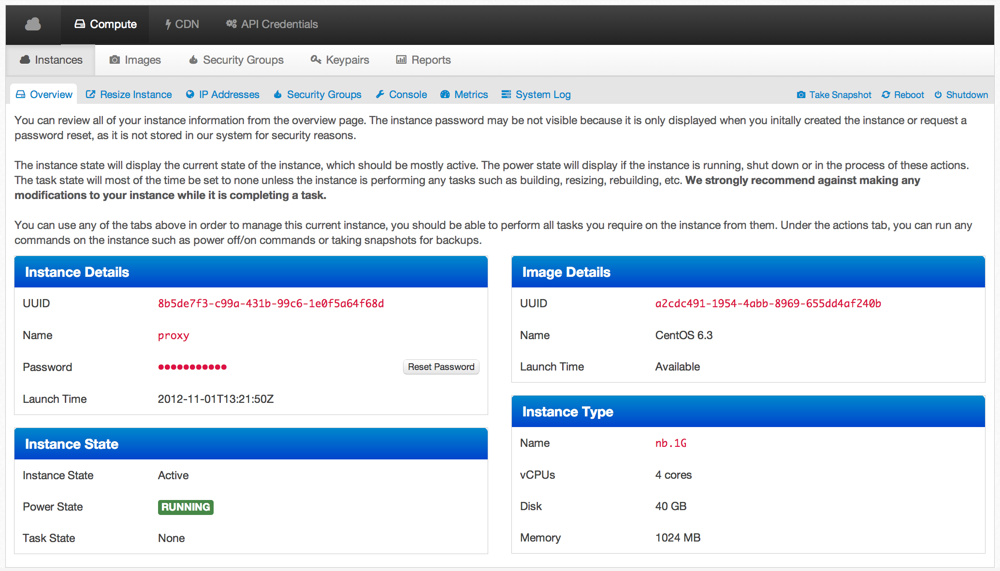 Compute CDN API Credentials
Instances Images Security Groups Keypairs Reports
Overview Resize Instance IP Addresses Security Groups Console Metrics System Log Take Snapshot Reboot Shutdown
You can review all of your instance information from the overview page. The instance password may be not visible because it is only displayed when you initally created the instance or request a
password reset, as it is not stored in our system for security reasons.
The instance state will display the current state of the instance, which should be mostly active. The power state will display if the instance is running, shut down or in the process of these actions.
The task state will most of the time be set to none unless the instance is performing any tasks such as building, resizing, rebuilding, etc. We strongly recommend against making any
modifications to your instance while it is completing a task.
You can use any of the tabs above in order to manage this current instance, you should be able to perform all tasks you require on the instance from them. Under the actions tab, you can run any
commands on the instance such as power off/on commands or taking snapshots for backups.
Instance Details
UUID 8b5de7f3-c99a-431b-99c6-1e0f5a64f68d
Name proxy
Password ●●●●●●●●●●● Reset Password
Launch Time 2012-11-01T13:21:50Z
Instance State
Instance State Active
Power State RUNNING
Task State None
Image Details
UUID a2cdc491-1954-4abb-8969-655dd4af240b
Name CentOS 6.3
Launch Time Available
Instance Type
Name nb.1G
vCPUs 4 cores
Disk 40 GB
Memory 1024 MB